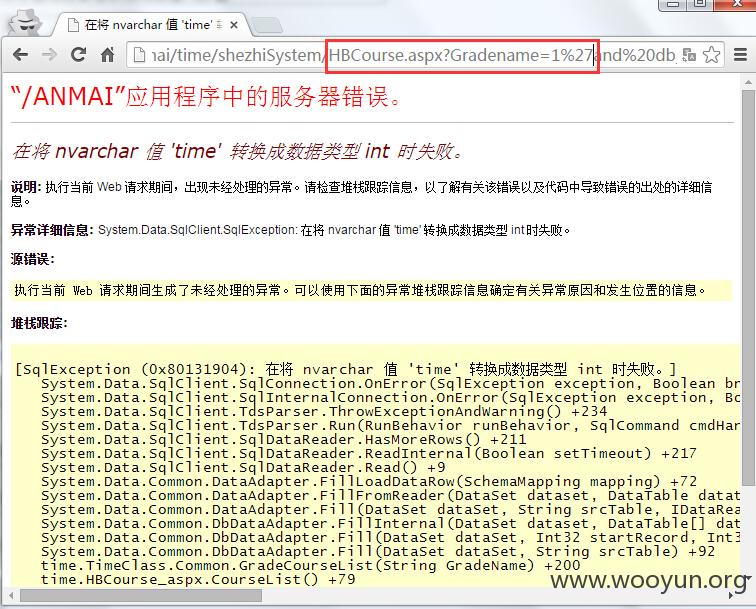 在将 nvarchar 值 'time' 转
nai/time/shezhiSystem/HBCourse.aspx?Gradename=1%27and%20db_
“/ANMAI”应用程序中的服务器错误。
在将 nvarchar 值 'time' 转换成数据类型 int 时失败。
说明: 执行当前 Web 请求期间，出现未经处理的异常。请检查堆栈跟踪信息，以了解有关该错误以及代码中导致错误的出处的详细信
息。
异常详细信息: System.Data.SqlClient.SqlException: 在将 nvarchar 值 'time' 转换成数据类型 int 时失败。
源错误:
执行当前 Web 请求期间生成了未经处理的异常。可以使用下面的异常堆栈跟踪信息确定有关异常原因和发生位置的信息。
堆栈跟踪:
[SqlException (0x80131904): 在将 nvarchar 值 'time' 转换成数据类型 int 时失败。]
System.Data.SqlClient.SqlConnection.OnError(SqlException exception, Boolean br
System.Data.SqlClient.SqlInternalConnection.OnError(SqlException exception, Bo
System.Data.SqlClient.TdsParser.ThrowExceptionAndWarning() +234
System.Data.SqlClient.TdsParser.Run(RunBehavior runBehavior, SqlCommand cmdHan
System.Data.SqlClient.SqlDataReader.HasMoreRows() +211
System.Data.SqlClient.SqlDataReader.ReadInternal(Boolean setTimeout) +217
System.Data.SqlClient.SqlDataReader.Read() +9
System.Data.Common.DataAdapter.FillLoadDataRow(SchemaMapping mapping) +72
System.Data.Common.DataAdapter.FillFromReader(DataSet dataset, DataTable datat
System.Data.Common.DataAdapter.Fill(DataSet dataSet, String srcTable, IDataRea
System.Data.Common.DbDataAdapter.FillInternal(DataSet dataset, DataTable[] dat
System.Data.Common.DbDataAdapter.Fill(DataSet dataSet, Int32 startRecord, Int3
System.Data.Common.DbDataAdapter.Fill(DataSet dataSet, String srcTable) +92
time.TimeClass.Common.GradeCourseList(String GradeName) +200
time.HBCourse_aspx.CourseList() +79
www.wooyun.org